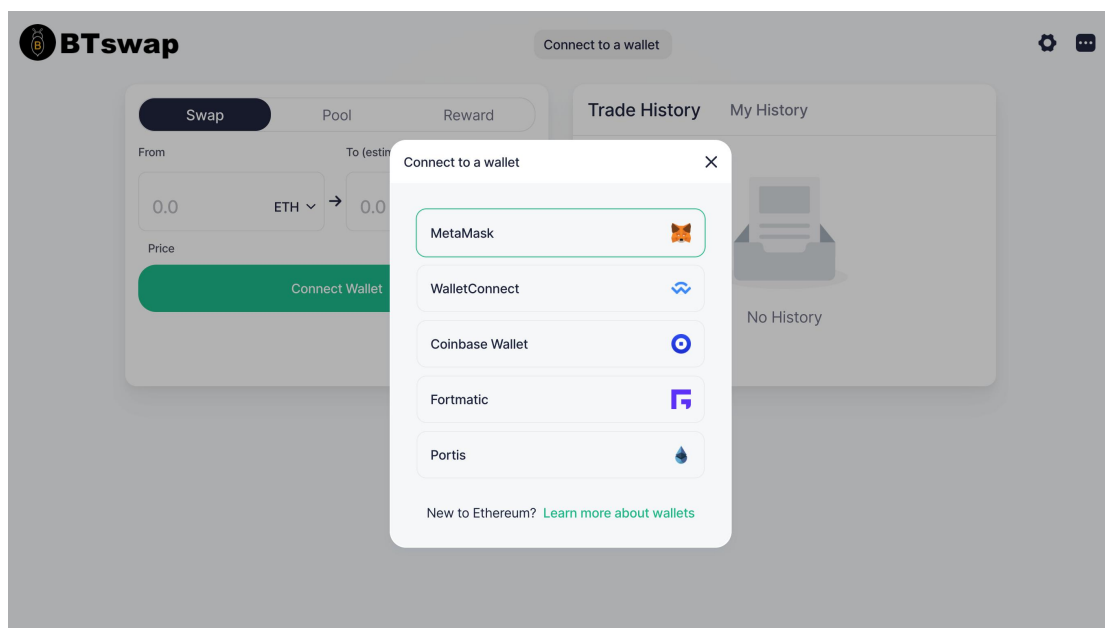 BTswap
Connect to a wallet
Swap Pool Reward
Trade History My History
From To
Connect to a wallet
0.0 ETH 0.0
MetaMask
Price
WalletConnect
Connect Wallet
No History
Coinbase Wallet
Fortmatic
Portis
New to Ethereum? Learn more about wallets